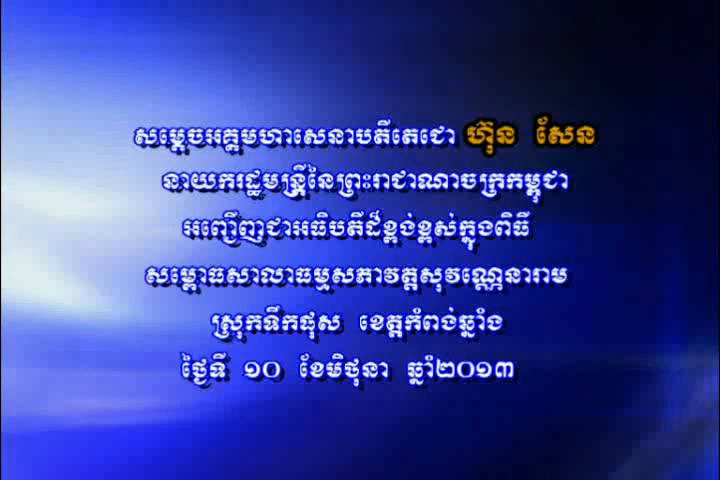 សម្តេចអគ្គមហាសេនាបតីតេជោ ហ៊ុន សែន
នាយករដ្ឋមន្ត្រីនៃព្រះរាជាណាចក្រកម្ពុជា
អញ្ជើញជាអធិបតីដ៏ខ្ពង់ខ្ពស់ក្នុងពិធី
សម្ពោធសាលាធម្មសភាវត្តសុវណ្ណេនារាម
ស្រុកទឹកផុស ខេត្តកំពង់ឆ្នាំង
ថ្ងៃទី ១០ ខែមិថុនា ឆ្នាំ២០១៣